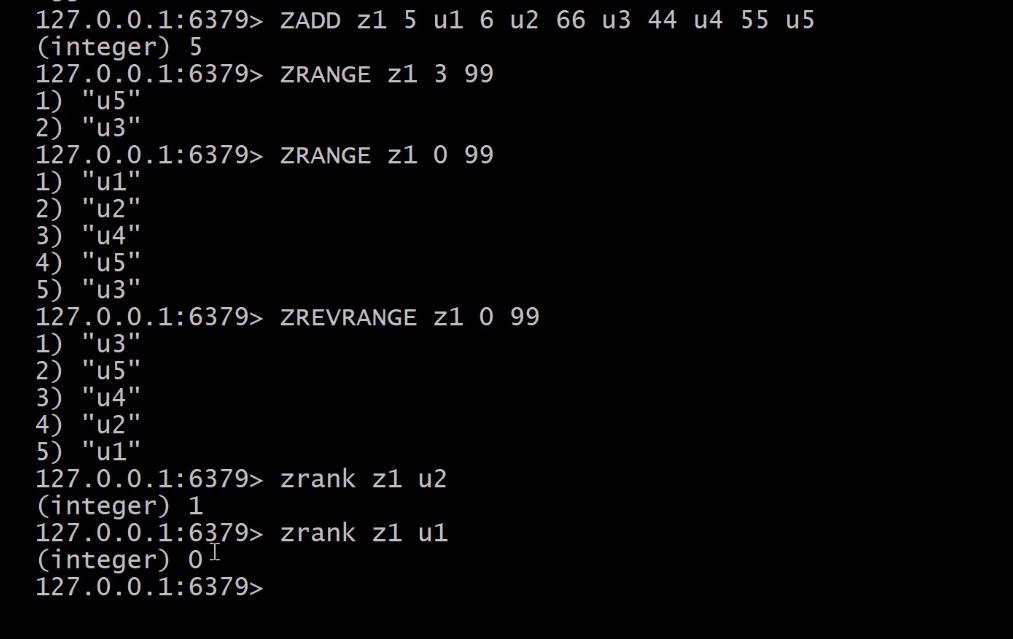 127.0.0.1:6379> ZADD z1 5 u1 6 u2 66 u3 44 u4 55 u5
(integer) 5
127.0.0.1:6379> ZRANGE z1 3 99
1) "u5"
2) "u3"
127.0.0.1:6379> ZRANGE z1 0 99
1) "u1"
2) "u2"
3) "u4"
4) "u5"
5) "u3"
127.0.0.1:6379> ZREVRANGE z1 0 99
1) "u3"
2) "u5"
3) "u4"
4) "u2"
5) "u1"
127.0.0.1:6379> zrank z1 u2
(integer) 1
127.0.0.1:6379> zrank z1 u1
(integer) 0
127.0.0.1:6379>